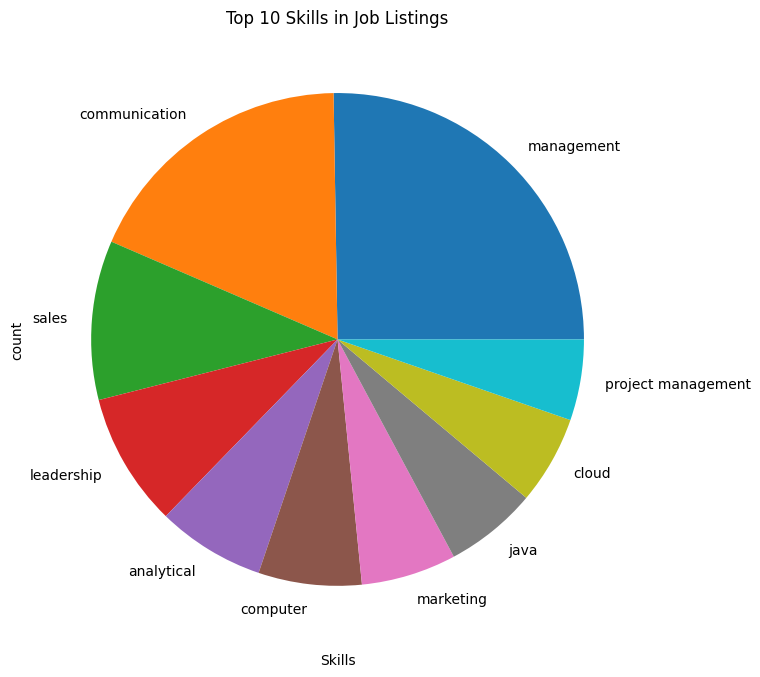 Top 10 Skills in Job Listings
communication
management
sales
count
project management
leadership
cloud
java
analytical
marketing
computer
Skills